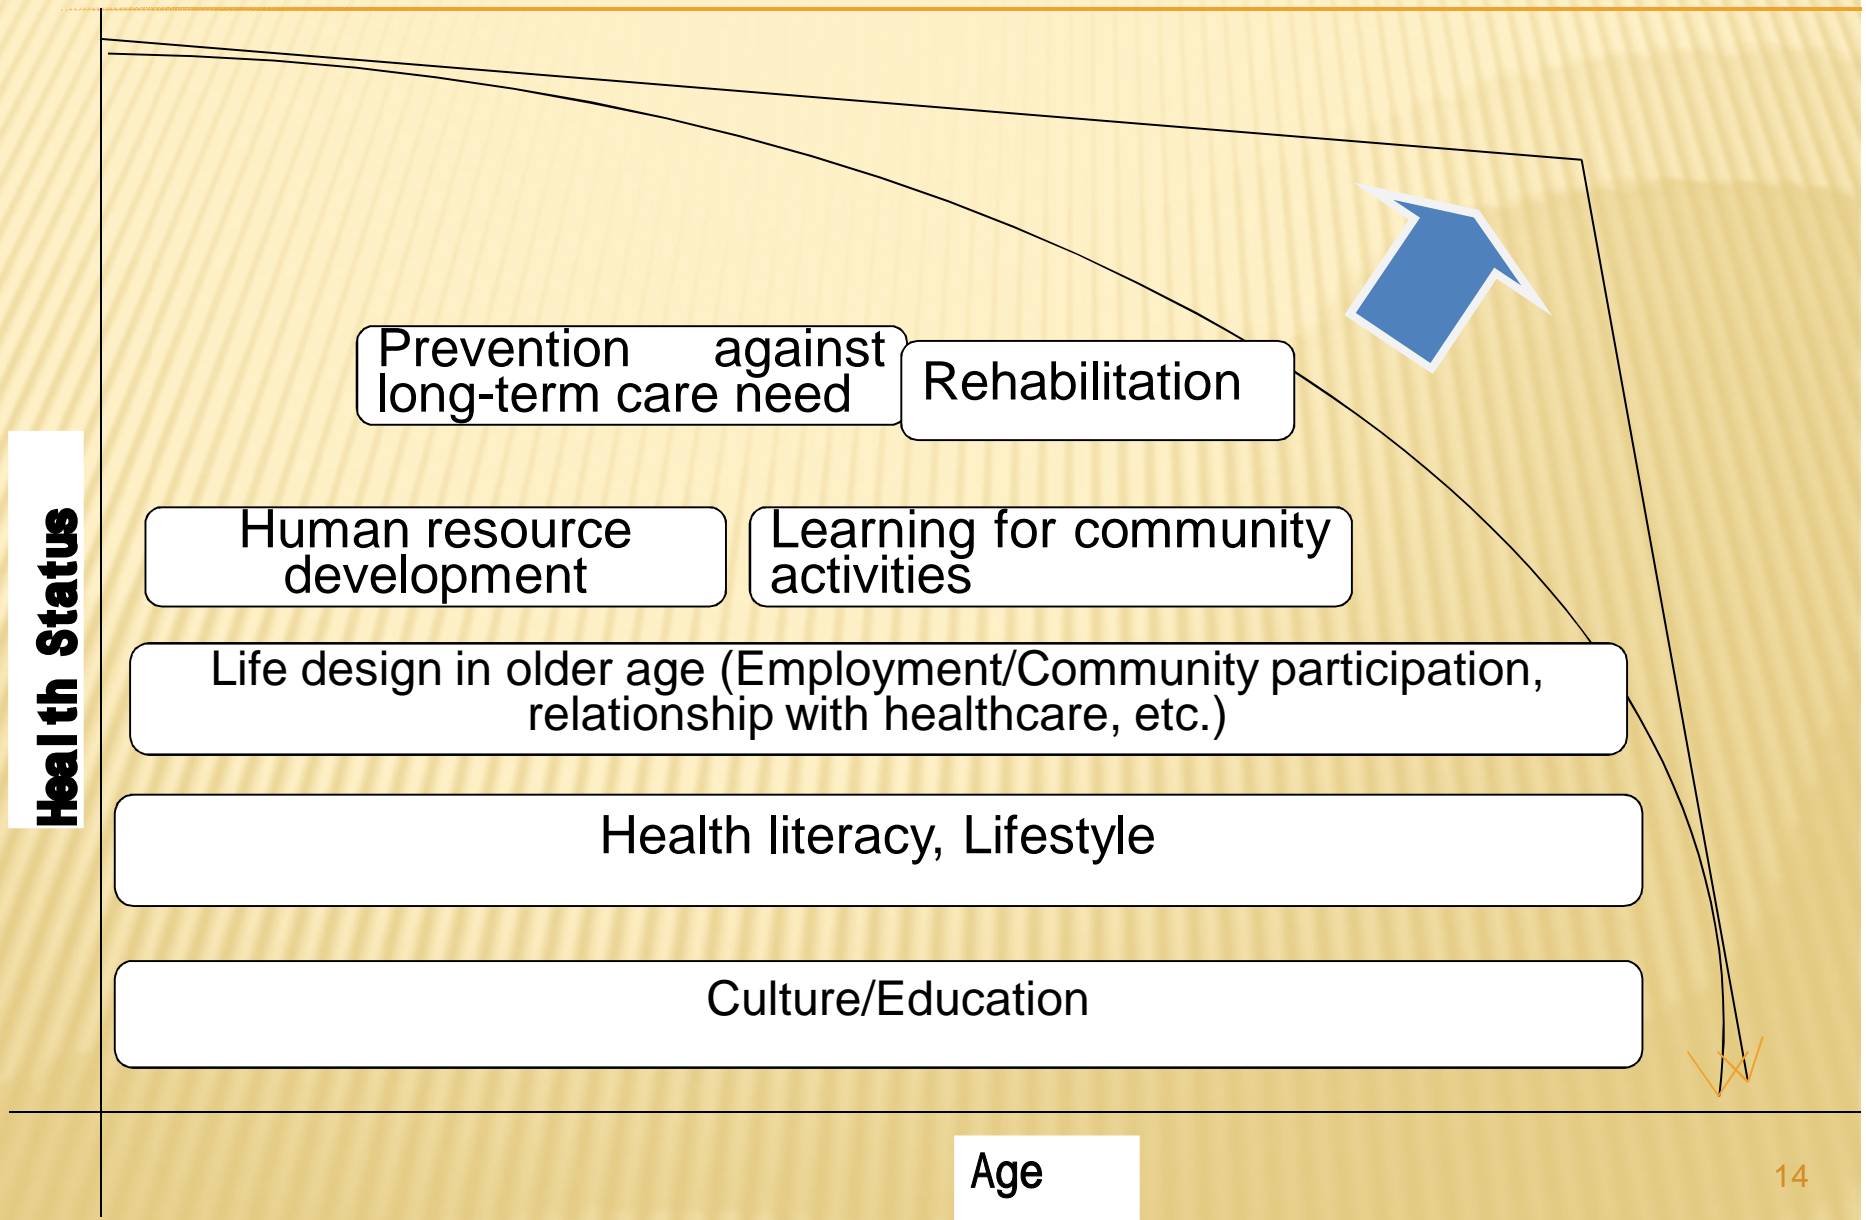 Prevention against
long-term care need
Rehabilitation
Human resource
development
Learning for community
activities
Life design in older age (Employment/Community participation,
relationship with healthcare, etc.)
Health literacy, Lifestyle
Culture/Education
Health Status
Age
14